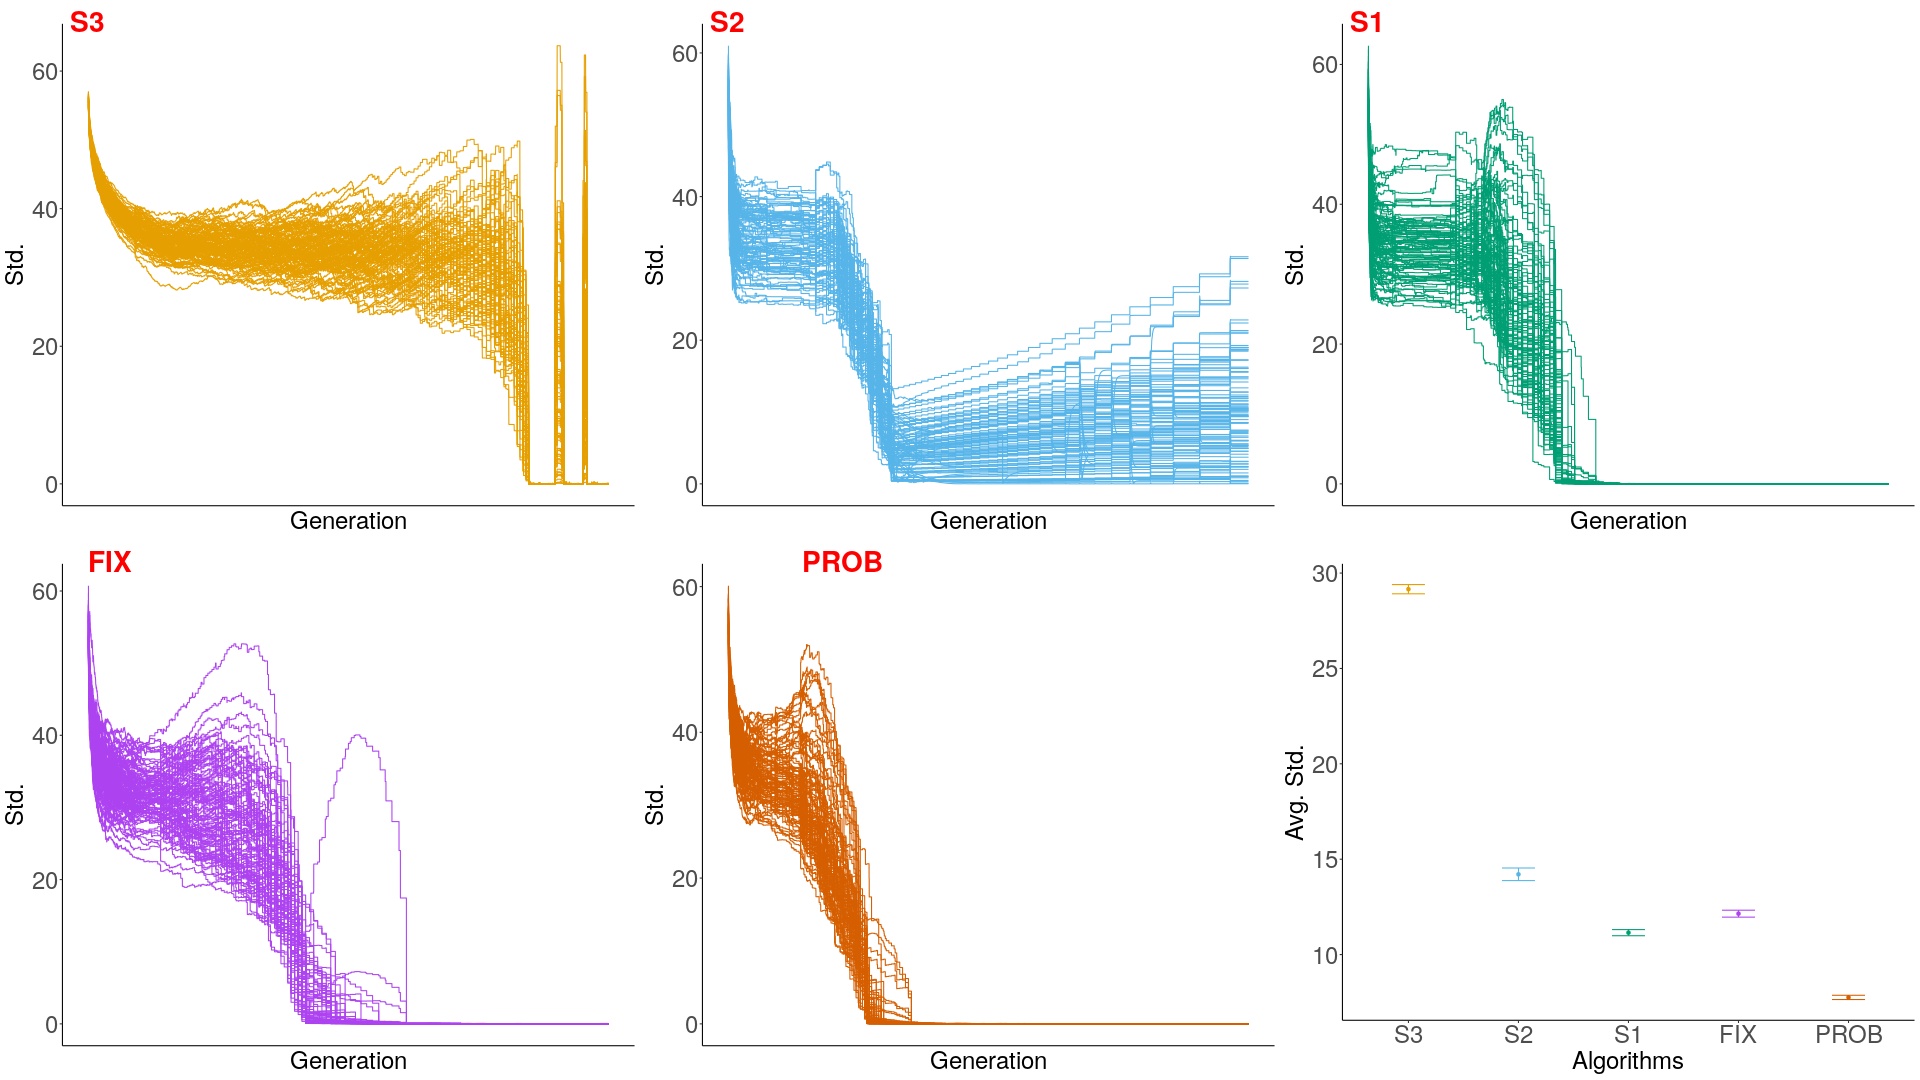 S3
60
40
20
0
Std.
Generation
S2
60
40
20
0
Std.
Generation
S1
60
40
20
0
Std.
Generation
FIX
60
40
20
0
Std.
Generation
PROB
60
40
20
0
Std.
Generation
30
25
20
15
10
Avg. Std.
S3 S2 S1 FIX PROB
Algorithms